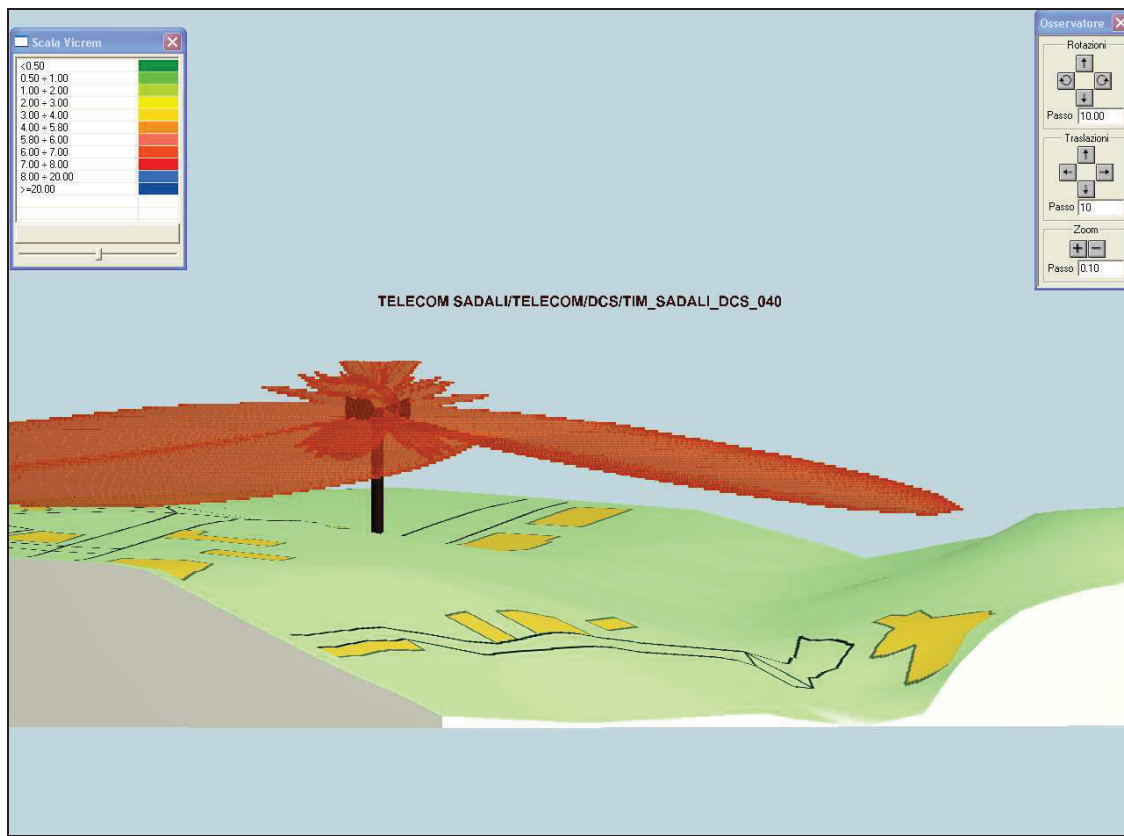 Scala Vicrem
<0.50
0.50 ÷ 1.00
1.00 ÷ 2.00
2.00 ÷ 3.00
3.00 ÷ 4.00
4.00 ÷ 5.80
5.80 ÷ 6.00
6.00 ÷ 7.00
7.00 ÷ 8.00
8.00 ÷ 20.00
>=20.00
Osservatore
Rotazioni
Passo 10.00
Traslazioni
Passo 10
Zoom
Passo 0.10
TELECOM SADALI/TELECOM/DCS/TIM_SADALI_DCS_040